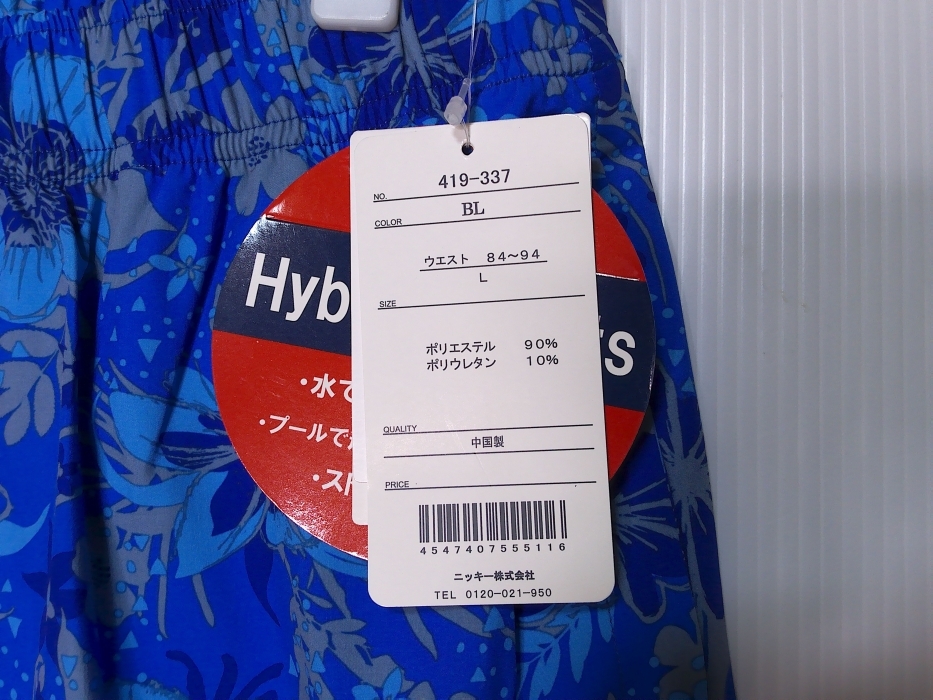 NO. 419-337
COLOR BL
ウエスト 84～94
L
SIZE
ポリエステル 90%
ポリウレタン 10%
QUALITY
中国製
PRICE
4547407555116
ニッキー株式会社
TEL 0120-021-950
Hyb
's
・水で
・プールで
・スト